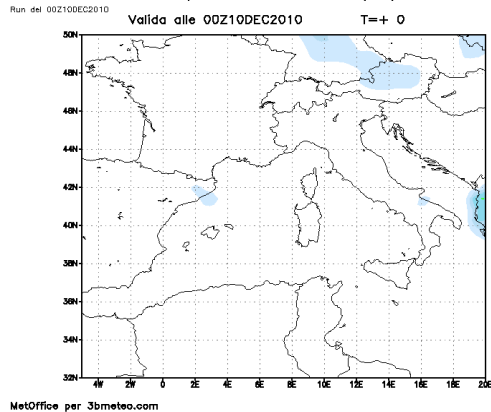 Run del 00Z10DEC2010
Valida alle 00Z10DEC2010 T=+ 0
50N
48N
46N
44N
42N
40N
38N
36N
34N
32N
4W 2W 0 2E 4E 6E 8E 10E 12E 14E 16E 18E 20E
MetOffice per 3bmeteo.com